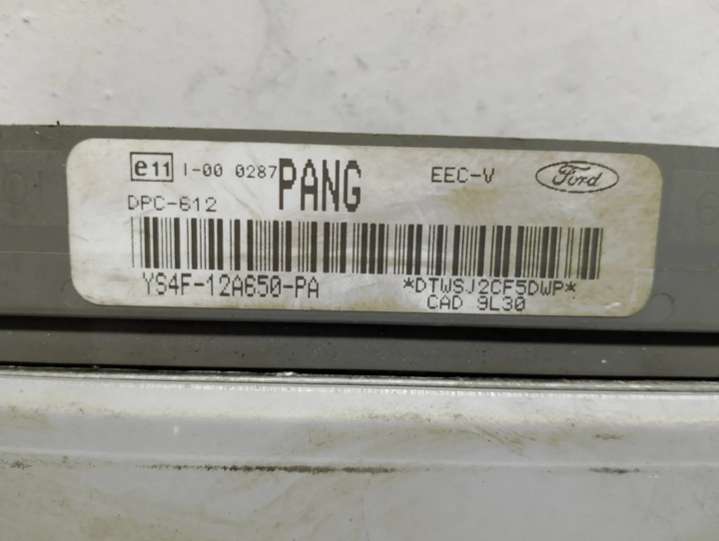 e11 I-00 0287 PANG EEC-V Ford
DPC-612
YS4F-12A650-PA *DTWSJ2CF5DWP*
CAD 9L30